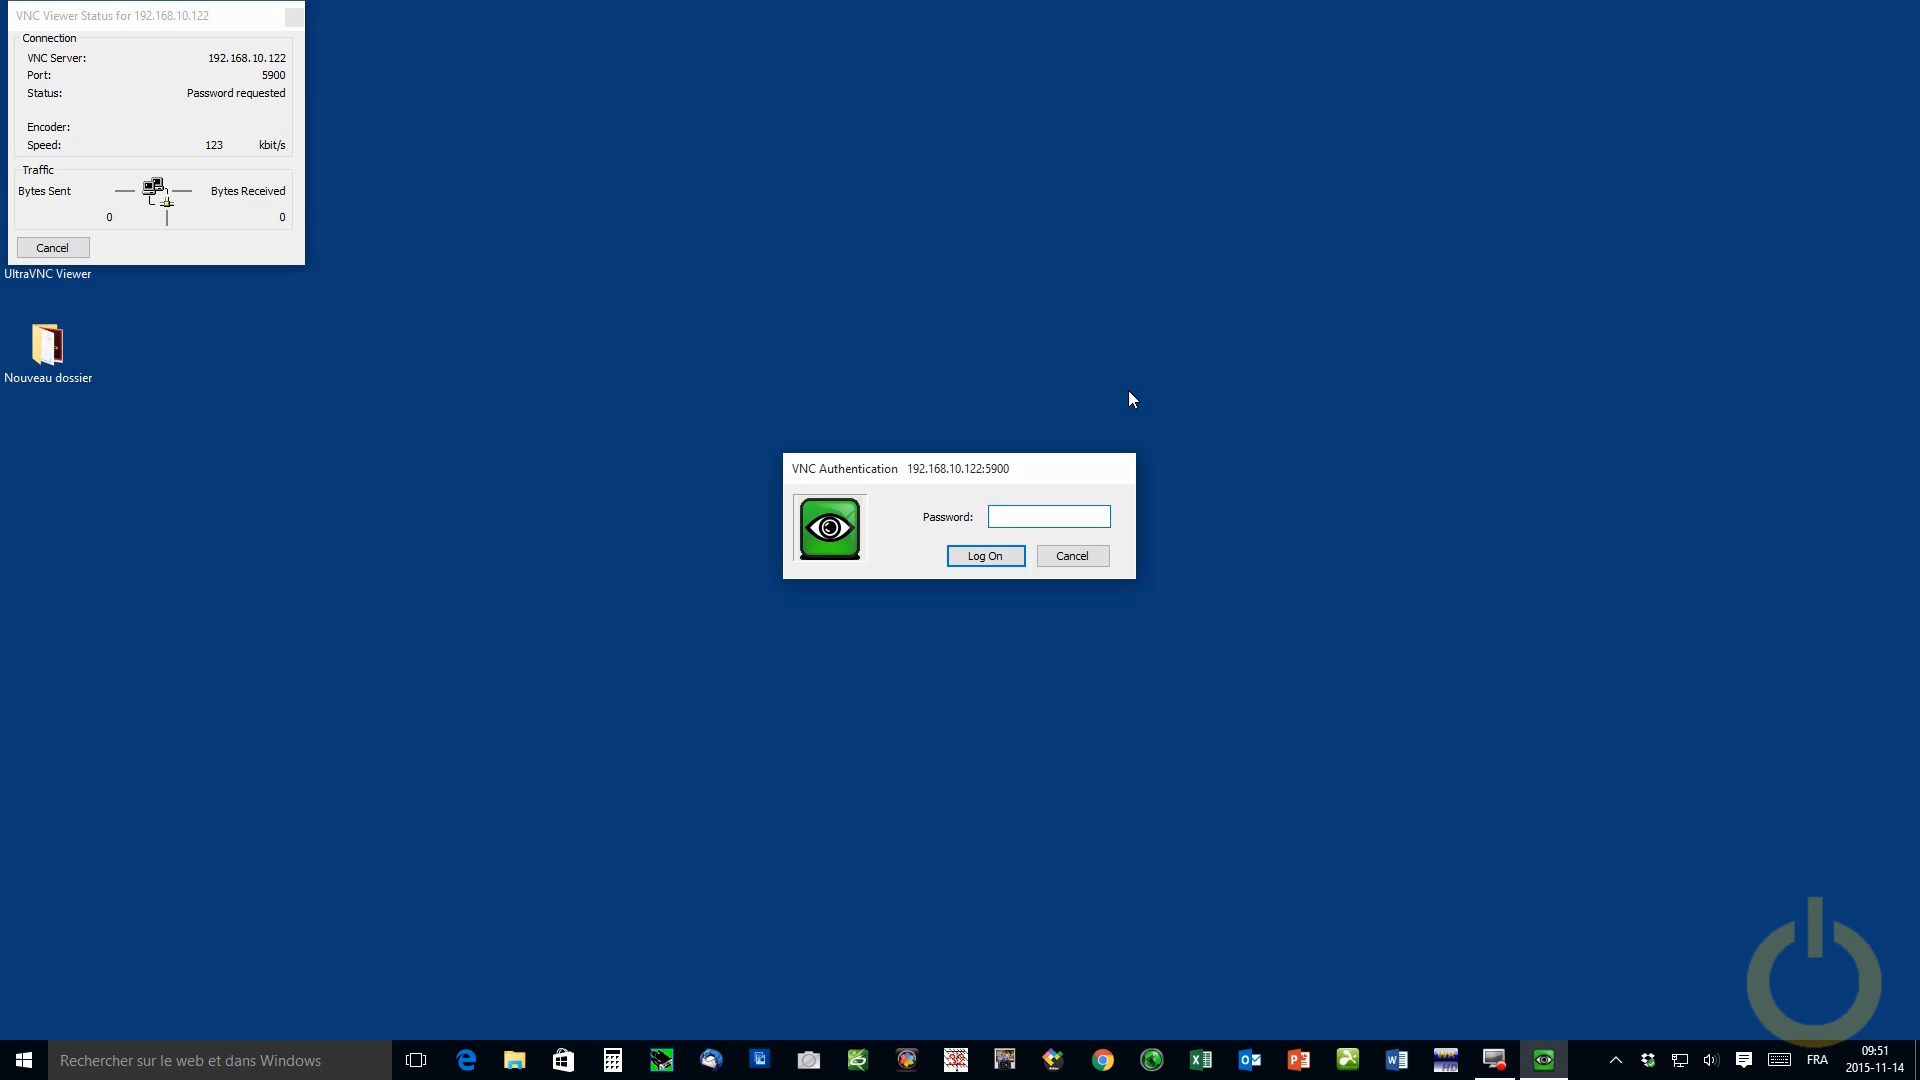 VNC Viewer Status for 192.168.10.122
Connection
VNC Server: 192.168.10.122
Port: 5900
Status: Password requested
Encoder:
Speed: 123 kbit/s
Traffic
Bytes Sent Bytes Received
0 0
Cancel
UltraVNC Viewer
Nouveau dossier
VNC Authentication 192.168.10.122:5900
Password:
Log On Cancel
Rechercher sur le web et dans Windows
FRA
09:51
2015-11-14